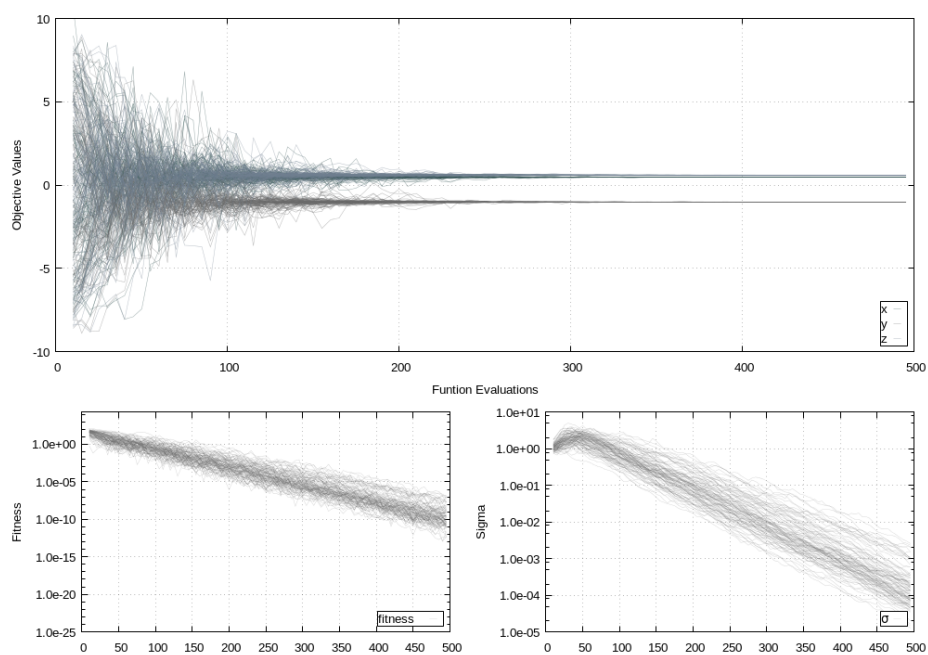 10
5
0
-5
-10
Objective Values
x
y
z
0 100 200 300 400 500
Funtion Evaluations
1.0e+00
1.0e-05
1.0e-10
1.0e-15
1.0e-20
1.0e-25
Fitness
fitness
0 50 100 150 200 250 300 350 400 450 500
1.0e+01
1.0e+00
1.0e-01
1.0e-02
1.0e-03
1.0e-04
1.0e-05
Sigma
σ
0 50 100 150 200 250 300 350 400 450 500